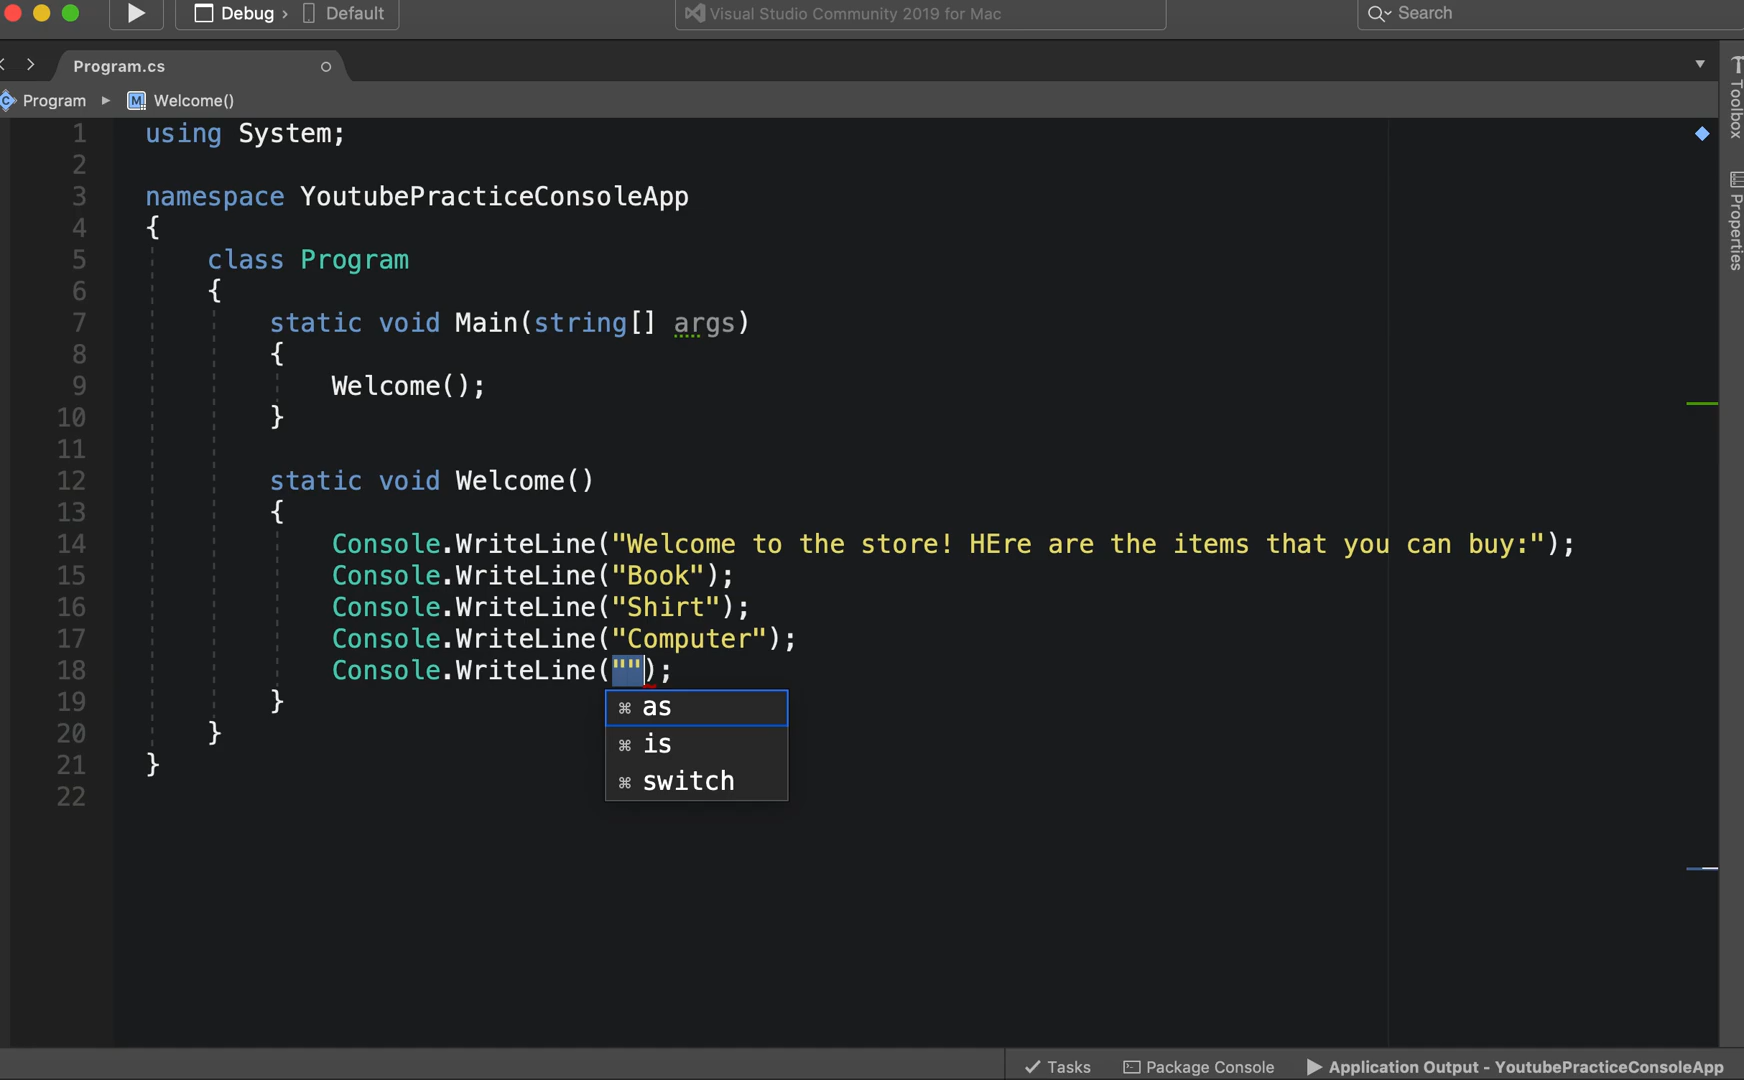 Debug › Default
Visual Studio Community 2019 for Mac
Search
Program.cs
Program ▸ M Welcome()
1 using System;
2
3 namespace YoutubePracticeConsoleApp
4 {
5 class Program
6 {
7 static void Main(string[] args)
8 {
9 Welcome();
10 }
11
12 static void Welcome()
13 {
14 Console.WriteLine("Welcome to the store! HEre are the items that you can buy:");
15 Console.WriteLine("Book");
16 Console.WriteLine("Shirt");
17 Console.WriteLine("Computer");
18 Console.WriteLine("");
19 }
20 }
21 }
22
⌘ as
⌘ is
⌘ switch
Toolbox
Properties
Tasks
Package Console
Application Output - YoutubePracticeConsoleApp